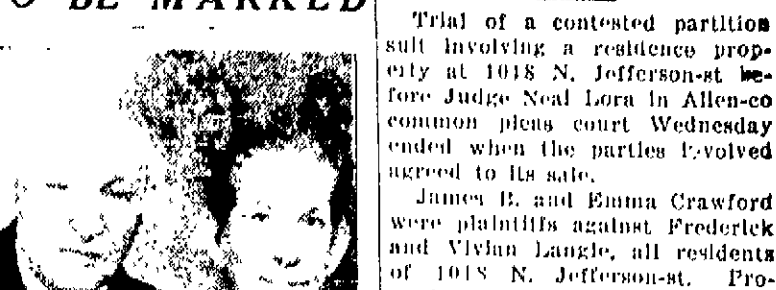 O BE MARKED
Trial of a contested partition
suit involving a residence prop-
erty at 1018 N. Jefferson-st be-
fore Judge Neal Lora in Allen-co
common pleas court Wednesday
ended when the parties involved
agreed to its sale.
James B. and Emma Crawford
were plaintiffs against Frederick
and Vivian Langle, all residents
of 1018 N. Jefferson-st. Pro-